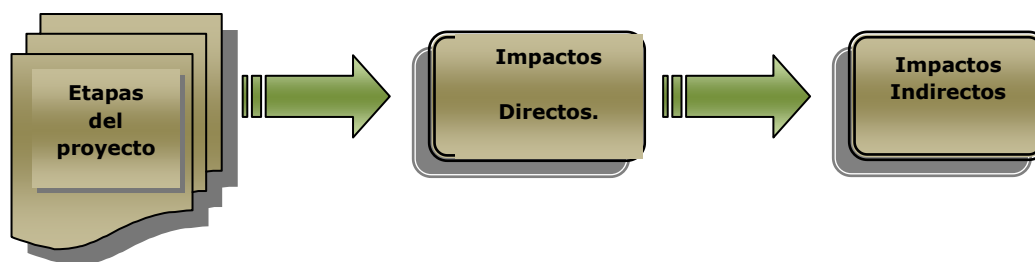 Etapas
del
proyecto
Impactos
Directos.
Impactos
Indirectos